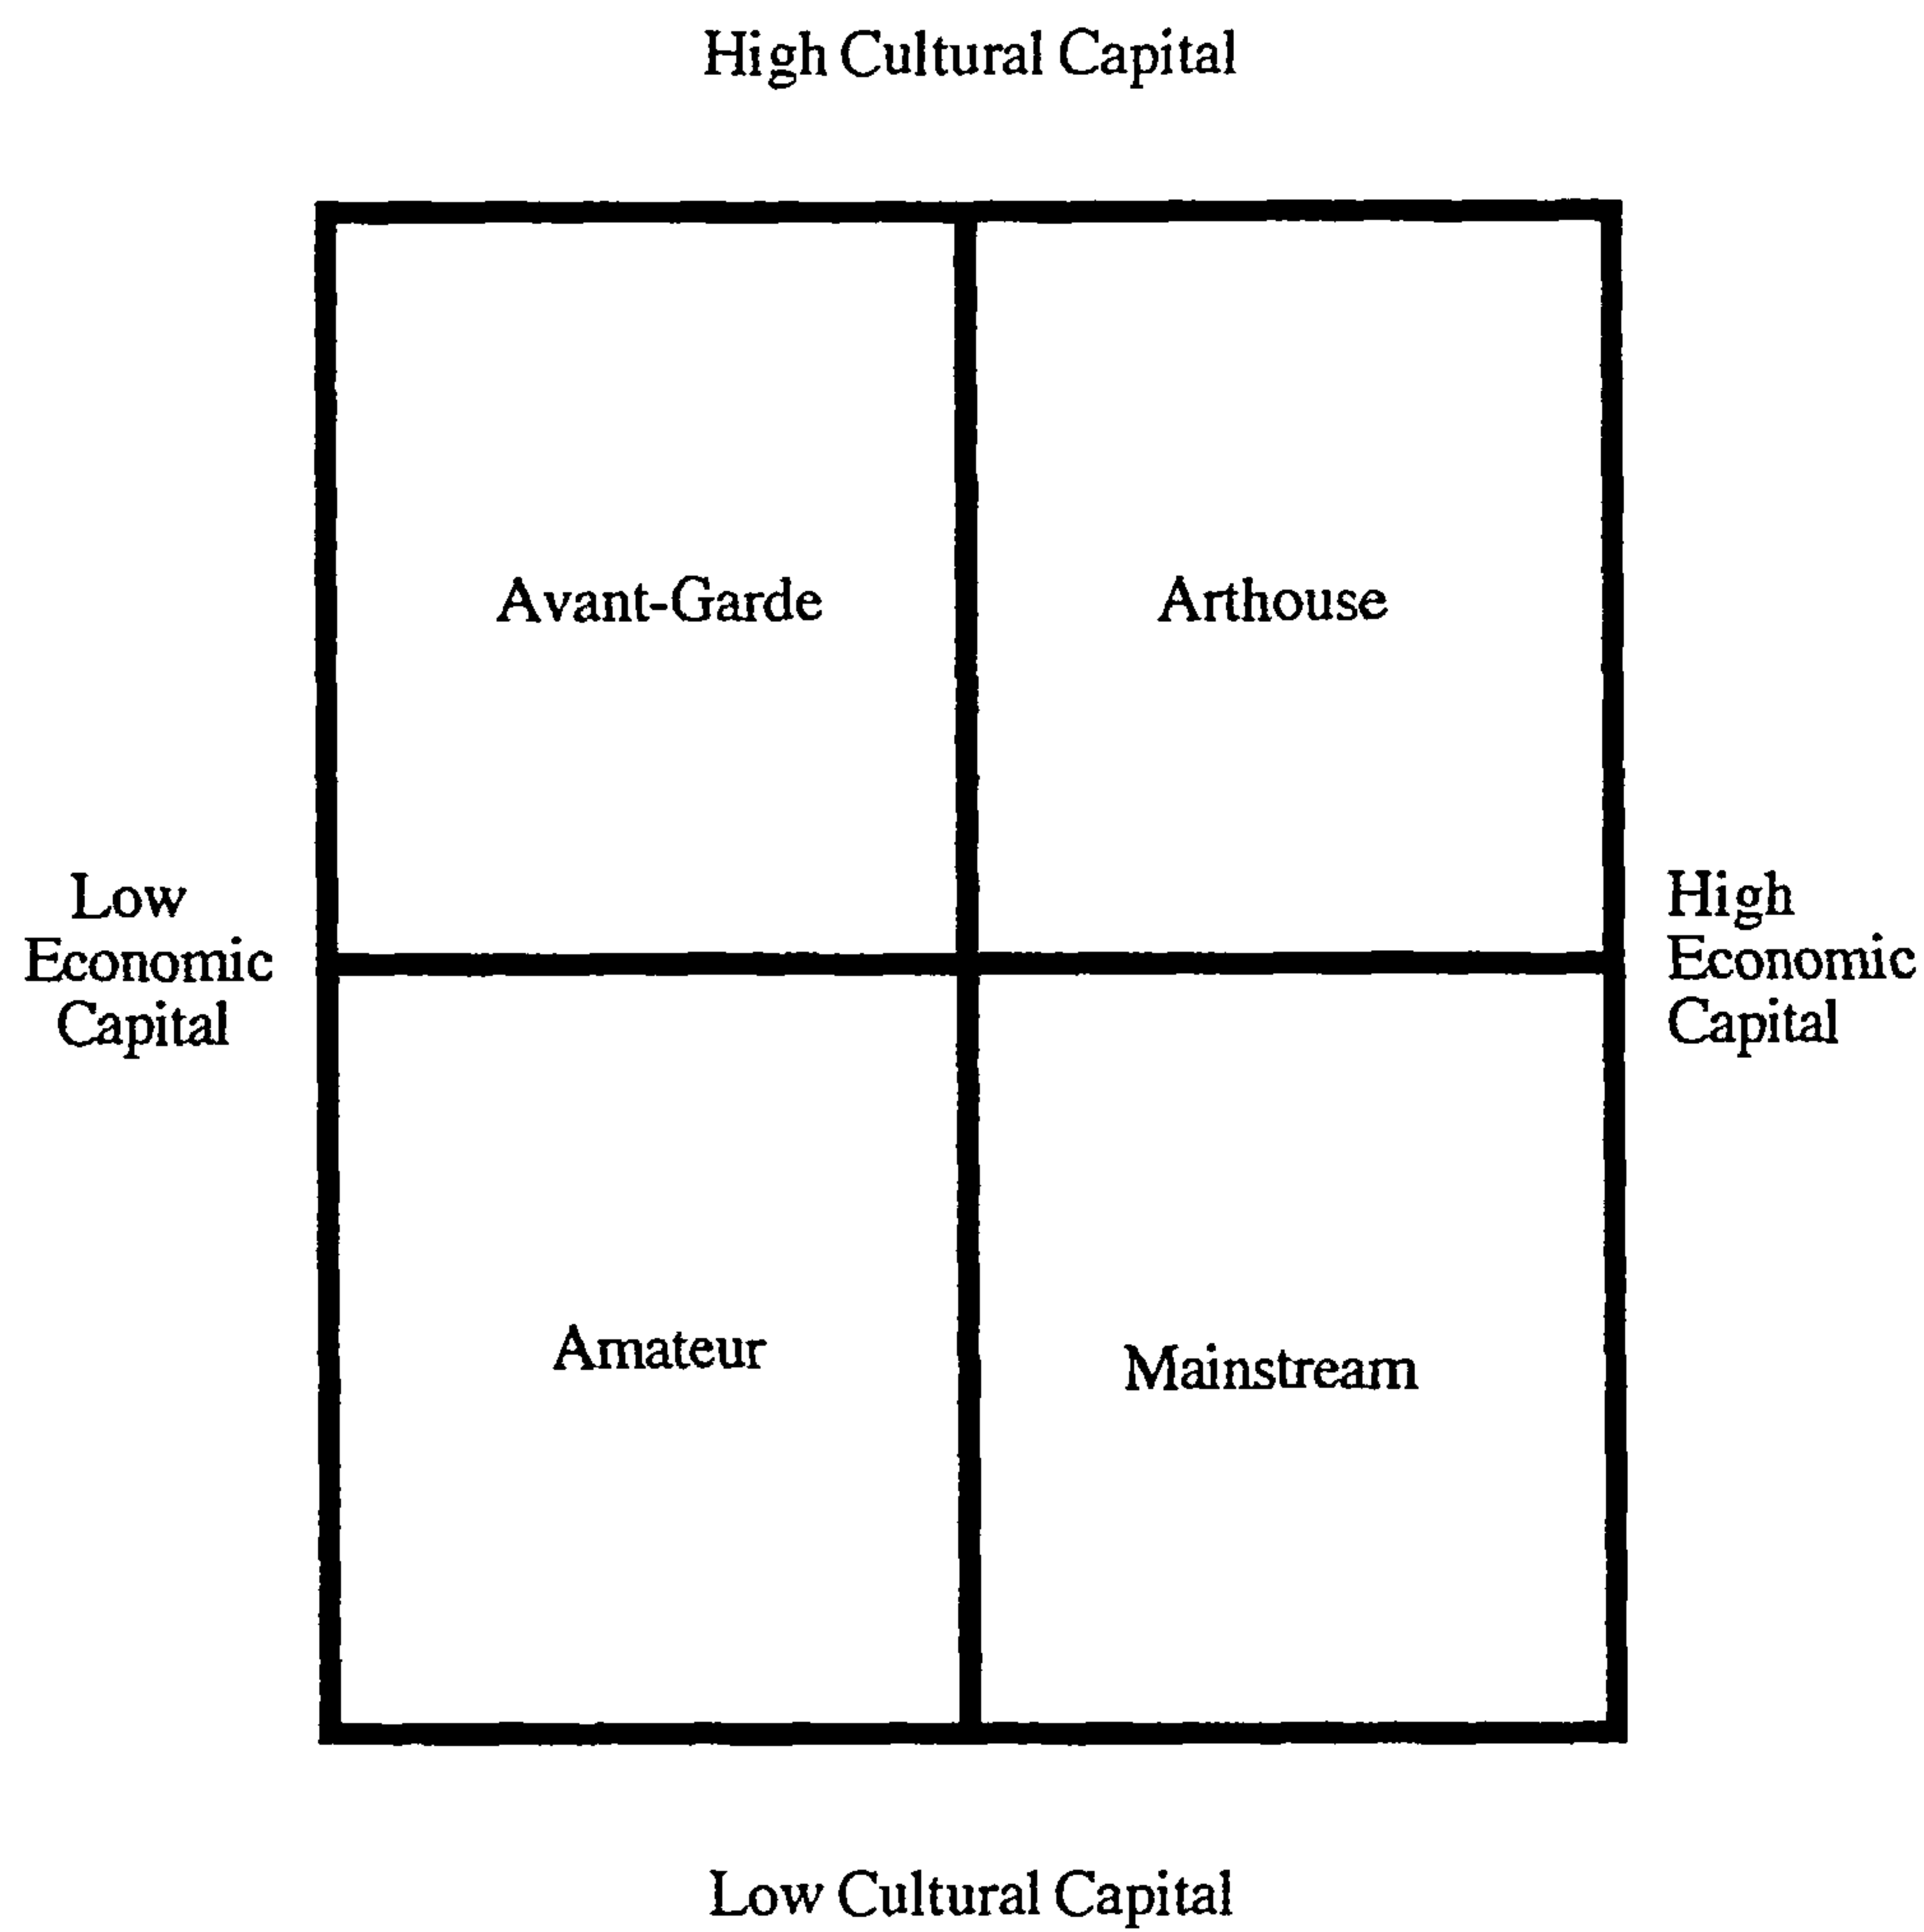 High Cultural Capital
Avant-Garde
Arthouse
Low
Economic
Capital
High
Economic
Capital
Amateur
Mainstream
Low Cultural Capital